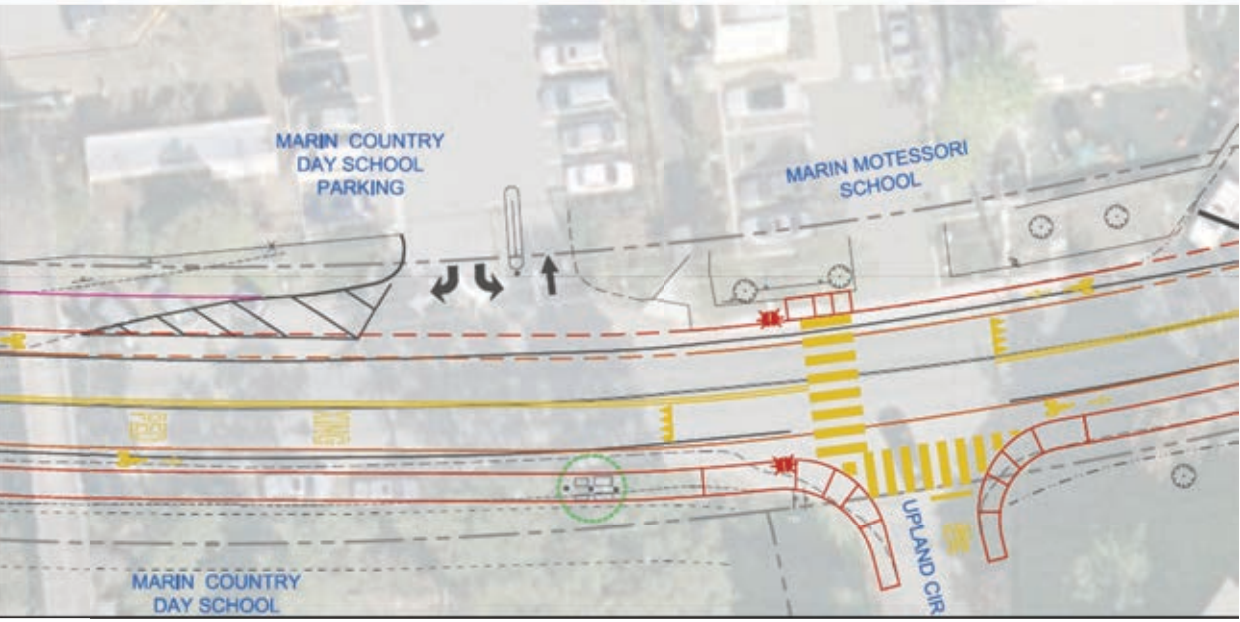 MARIN COUNTRY
DAY SCHOOL
PARKING
MARIN MOTESSORI
SCHOOL
UPLAND CIR
MARIN COUNTRY
DAY SCHOOL